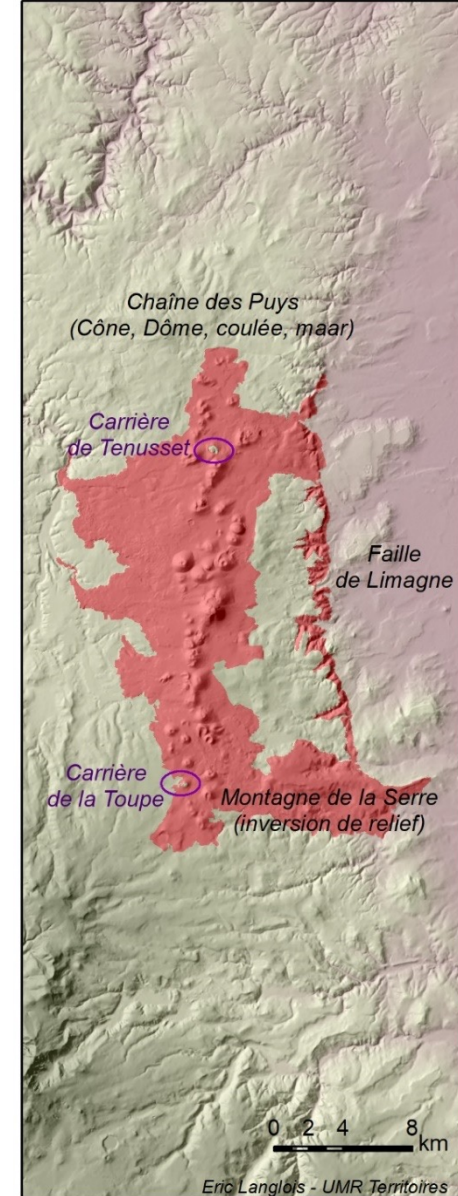 Chaîne des Puys
(Cône, Dôme, coulée, maar)
Carrière
de Tenusset
Faille
de Limagne
Carrière
de la Toupe
Montagne de la Serre
(inversion de relief)
0 2 4 8
km
Eric Langlois - UMR Territoires